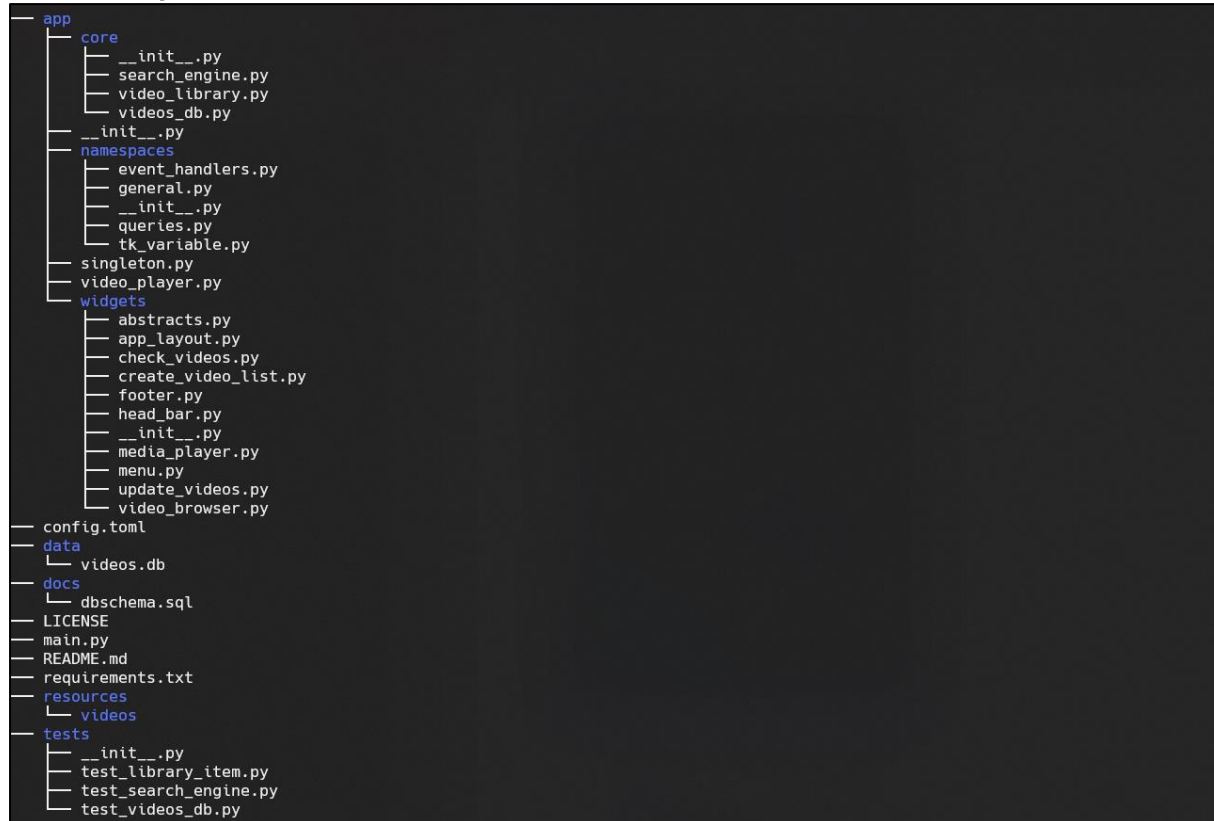 app
core
__init__.py
search_engine.py
video_library.py
videos_db.py
__init__.py
namespaces
event_handlers.py
general.py
__init__.py
queries.py
tk_variable.py
singleton.py
video_player.py
widgets
abstracts.py
app_layout.py
check_videos.py
create_video_list.py
footer.py
head_bar.py
__init__.py
media_player.py
menu.py
update_videos.py
video_browser.py
config.toml
data
videos.db
docs
dbschema.sql
LICENSE
main.py
README.md
requirements.txt
resources
videos
tests
__init__.py
test_library_item.py
test_search_engine.py
test_videos_db.py